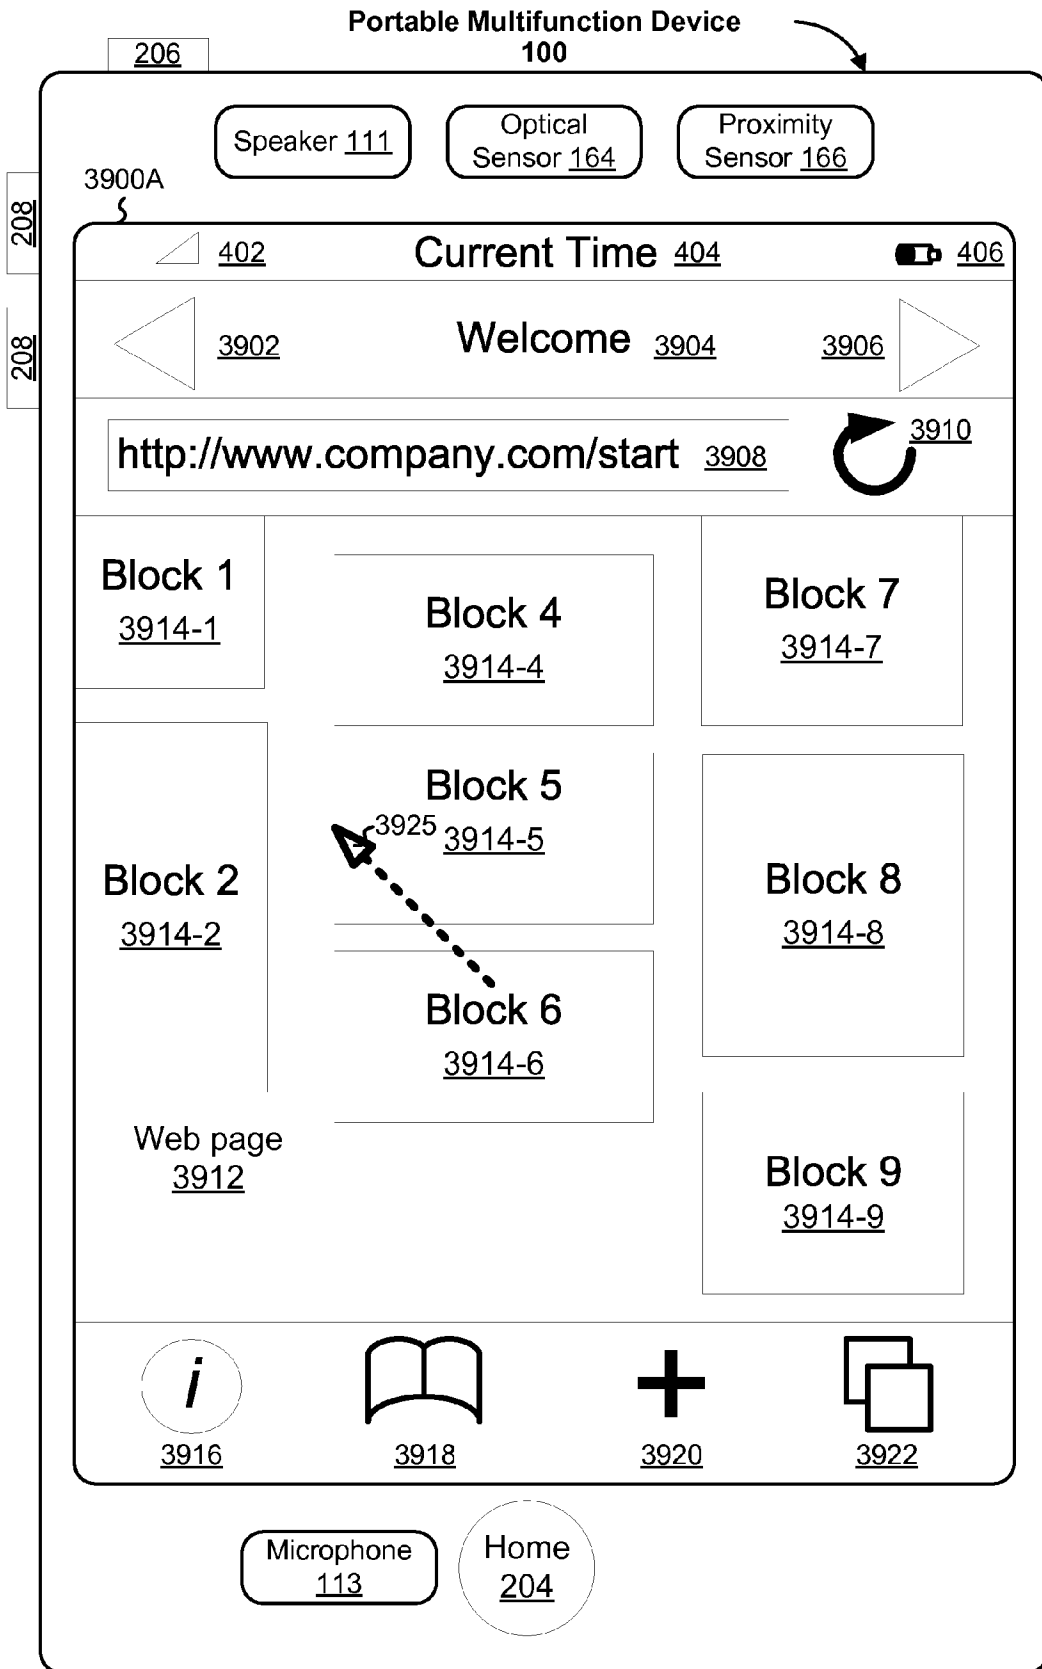 Portable Multifunction Device
100
206
Speaker 111
Optical
Sensor 164
Proximity
Sensor 166
3900A
208
208
402
Current Time 404
406
3902
Welcome 3904
3906
http://www.company.com/start 3908
3910
Block 1
3914-1
Block 4
3914-4
Block 7
3914-7
Block 2
3914-2
Block 5
3914-5
3925
Block 8
3914-8
Block 6
3914-6
Web page
3912
Block 9
3914-9
i
3916
3918
3920
3922
Microphone
113
Home
204